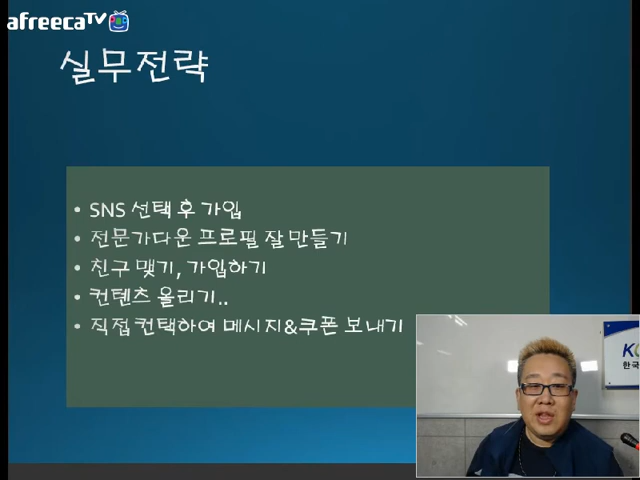 afreecaTV
실무전략
• SNS 선택 후 가입
• 전문가다운 프로필 잘 만들기
• 친구 맺기, 가입하기
• 컨텐츠 올리기..
• 직접 컨택하여 메시지&쿠폰 보내기
한국